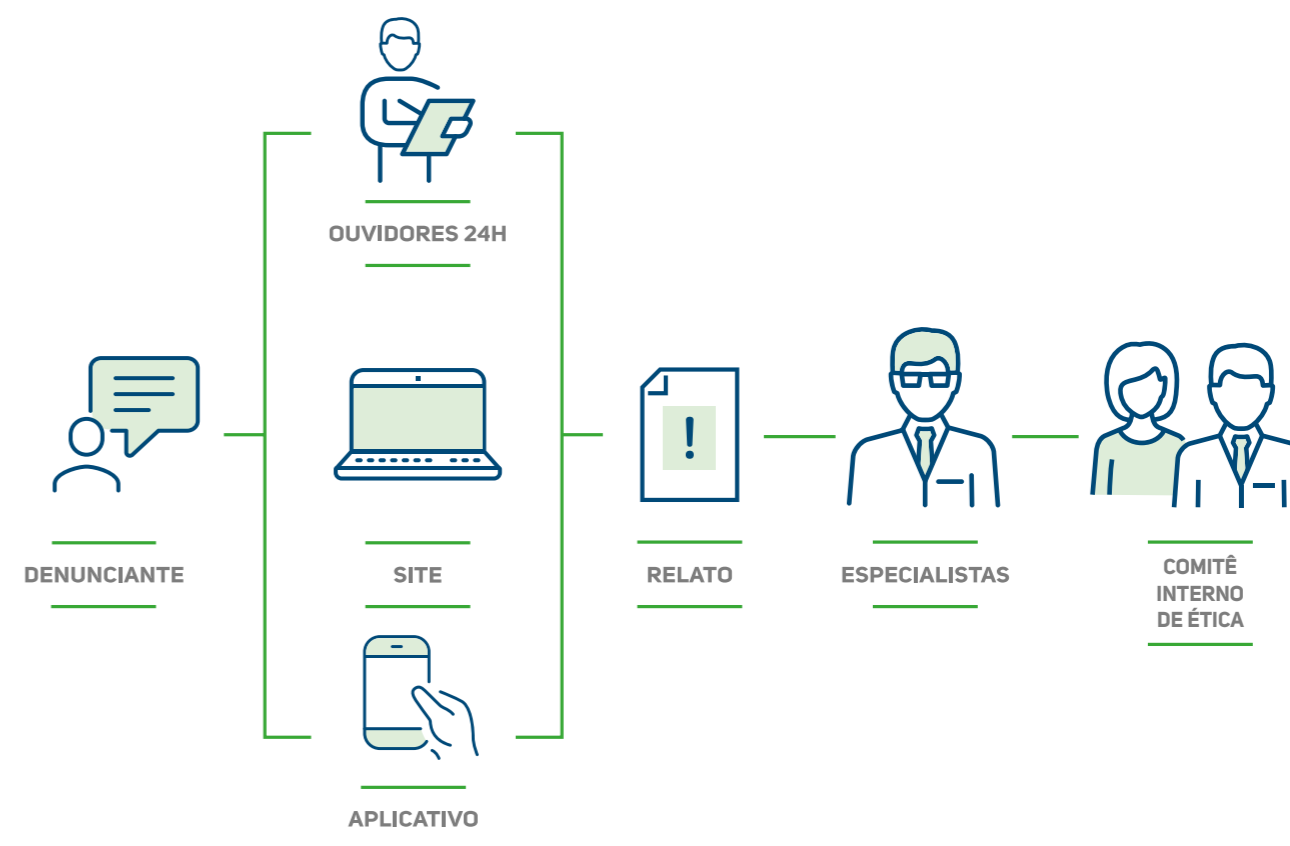 OUVIDORES 24H
DENUNCIANTE
SITE
RELATO
ESPECIALISTAS
COMITÊ
INTERNO
DE ÉTICA
APLICATIVO